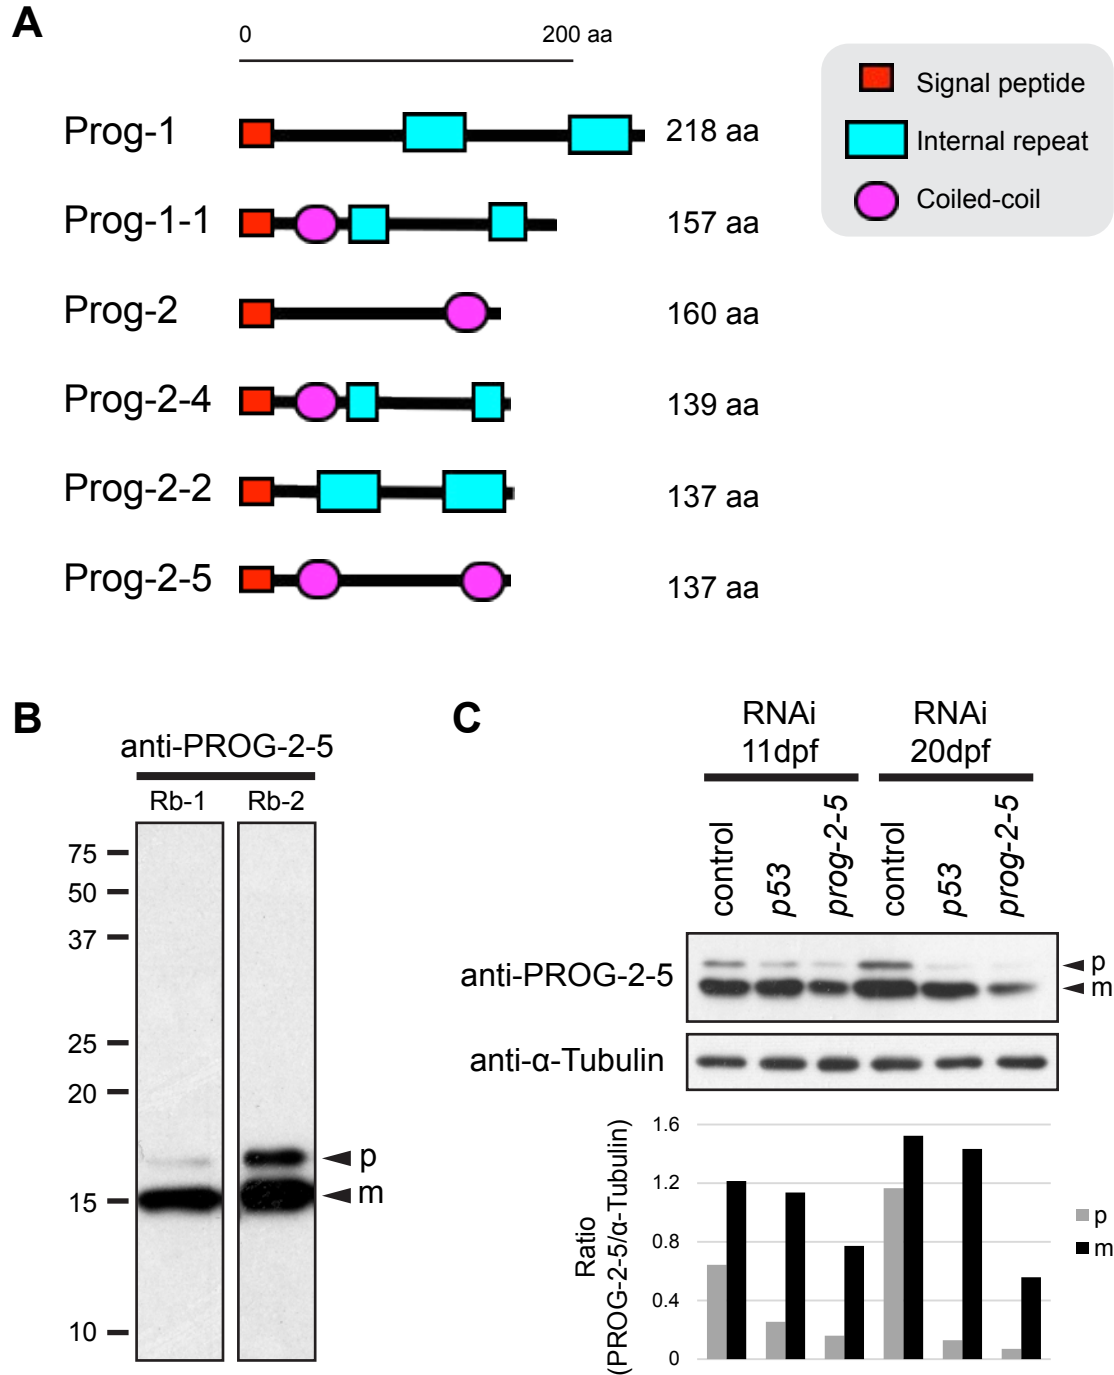 A
0 200 aa
Prog-1 218 aa
Prog-1-1 157 aa
Prog-2 160 aa
Prog-2-4 139 aa
Prog-2-2 137 aa
Prog-2-5 137 aa
Signal peptide
Internal repeat
Coiled-coil
B
anti-PROG-2-5
Rb-1 Rb-2
75
50
37
25
20
15
10
p
m
C
RNAi 11dpf
RNAi 20dpf
control p53 prog-2-5 control p53 prog-2-5
anti-PROG-2-5
p
m
anti-α-Tubulin
Ratio
(PROG-2-5/α-Tubulin)
1.6
1.2
0.8
0.4
0
p
m